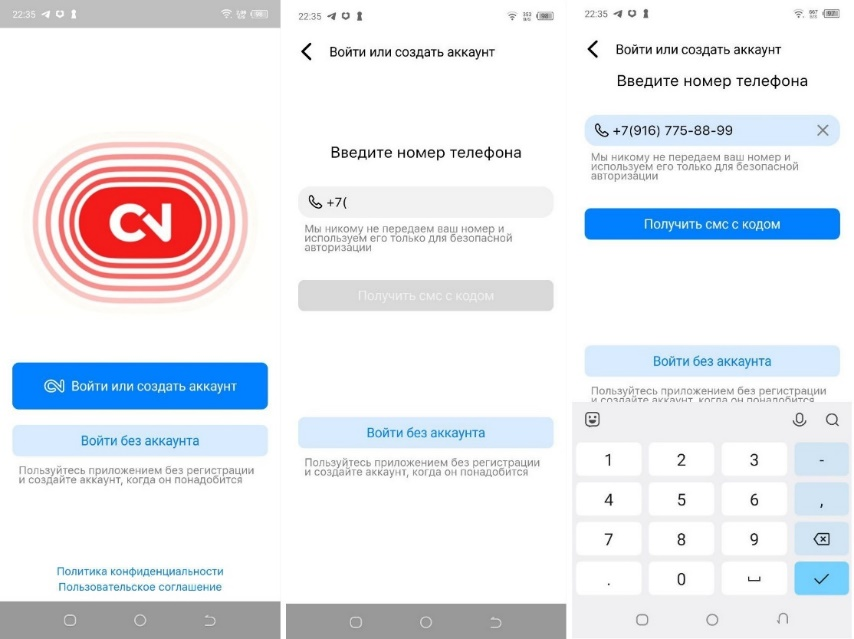 22:35
CN
Войти или создать аккаунт
Войти без аккаунта
Пользуйтесь приложением без регистрации
и создайте аккаунт, когда он понадобится
Политика конфиденциальности
Пользовательское соглашение
22:35
Войти или создать аккаунт
Введите номер телефона
+7(
Мы никому не передаем ваш номер и
используем его только для безопасной
авторизации
Получить смс с кодом
Войти без аккаунта
Пользуйтесь приложением без регистрации
и создайте аккаунт, когда он понадобится
22:35
Войти или создать аккаунт
Введите номер телефона
+7(916) 775-88-99
Мы никому не передаем ваш номер и
используем его только для безопасной
авторизации
Получить смс с кодом
Войти без аккаунта
Пользуйтесь приложением без регистрации
и создайте аккаунт, когда он понадобится
1 2 3 -
4 5 6 ,
7 8 9
. 0